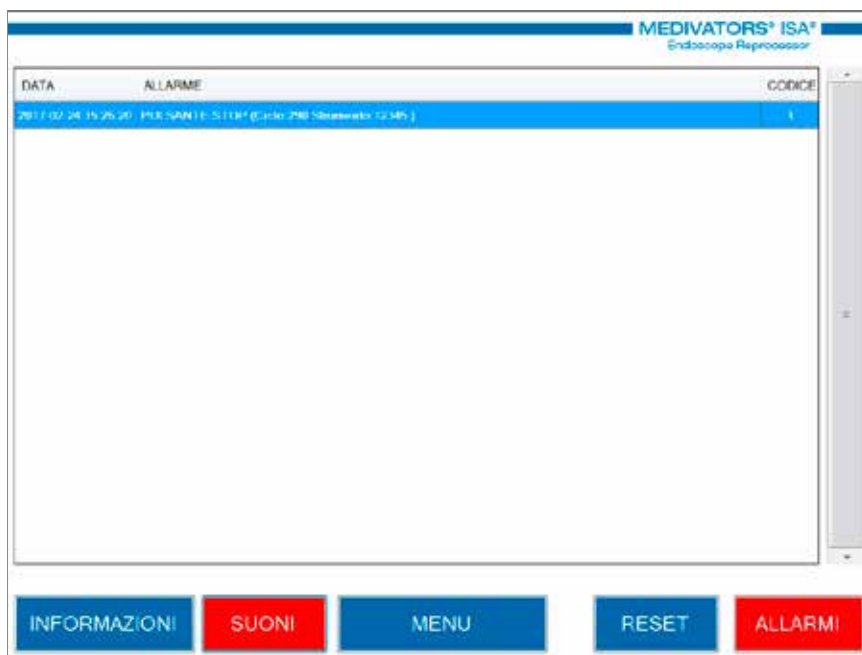 MEDIVATORS® ISA®
Endoscope Reprocessor
DATA ALLARME CODICE
2017-02-24 15:26:20 PULSANTE STOP (Ciclo:290 Strumento:12345 ) 1
INFORMAZIONI SUONI MENU RESET ALLARMI